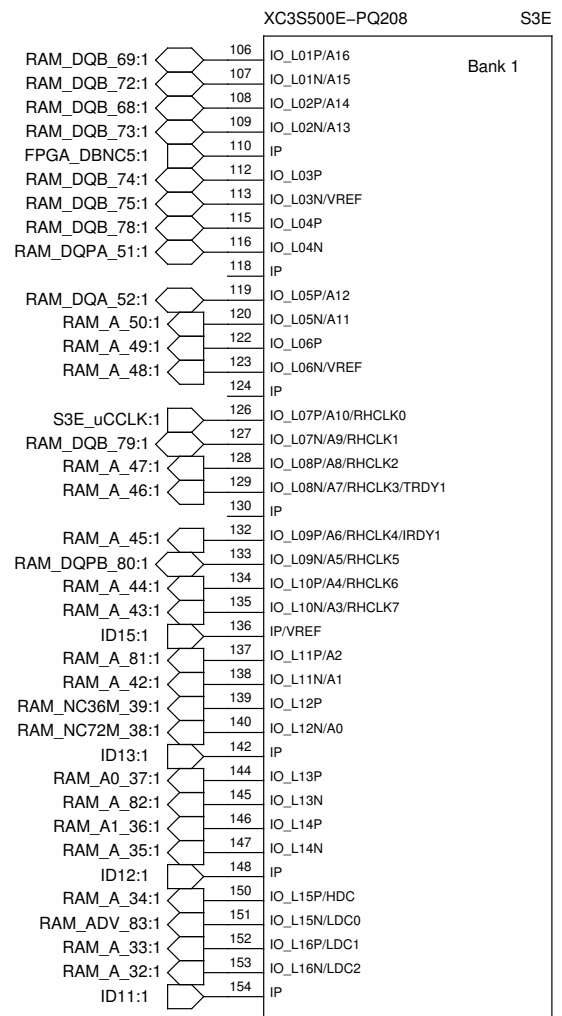 XC3S500E−PQ208 S3E
Bank 1
RAM_DQB_69:1 106 IO_L01P/A16
RAM_DQB_72:1 107 IO_L01N/A15
RAM_DQB_68:1 108 IO_L02P/A14
RAM_DQB_73:1 109 IO_L02N/A13
FPGA_DBNC5:1 110 IP
RAM_DQB_74:1 112 IO_L03P
RAM_DQB_75:1 113 IO_L03N/VREF
RAM_DQB_78:1 115 IO_L04P
RAM_DQPA_51:1 116 IO_L04N
118 IP
RAM_DQA_52:1 119 IO_L05P/A12
RAM_A_50:1 120 IO_L05N/A11
RAM_A_49:1 122 IO_L06P
RAM_A_48:1 123 IO_L06N/VREF
124 IP
S3E_uCCLK:1 126 IO_L07P/A10/RHCLK0
RAM_DQB_79:1 127 IO_L07N/A9/RHCLK1
RAM_A_47:1 128 IO_L08P/A8/RHCLK2
RAM_A_46:1 129 IO_L08N/A7/RHCLK3/TRDY1
130 IP
RAM_A_45:1 132 IO_L09P/A6/RHCLK4/IRDY1
RAM_DQPB_80:1 133 IO_L09N/A5/RHCLK5
RAM_A_44:1 134 IO_L10P/A4/RHCLK6
RAM_A_43:1 135 IO_L10N/A3/RHCLK7
ID15:1 136 IP/VREF
RAM_A_81:1 137 IO_L11P/A2
RAM_A_42:1 138 IO_L11N/A1
RAM_NC36M_39:1 139 IO_L12P
RAM_NC72M_38:1 140 IO_L12N/A0
ID13:1 142 IP
RAM_A0_37:1 144 IO_L13P
RAM_A_82:1 145 IO_L13N
RAM_A1_36:1 146 IO_L14P
RAM_A_35:1 147 IO_L14N
ID12:1 148 IP
RAM_A_34:1 150 IO_L15P/HDC
RAM_ADV_83:1 151 IO_L15N/LDC0
RAM_A_33:1 152 IO_L16P/LDC1
RAM_A_32:1 153 IO_L16N/LDC2
ID11:1 154 IP